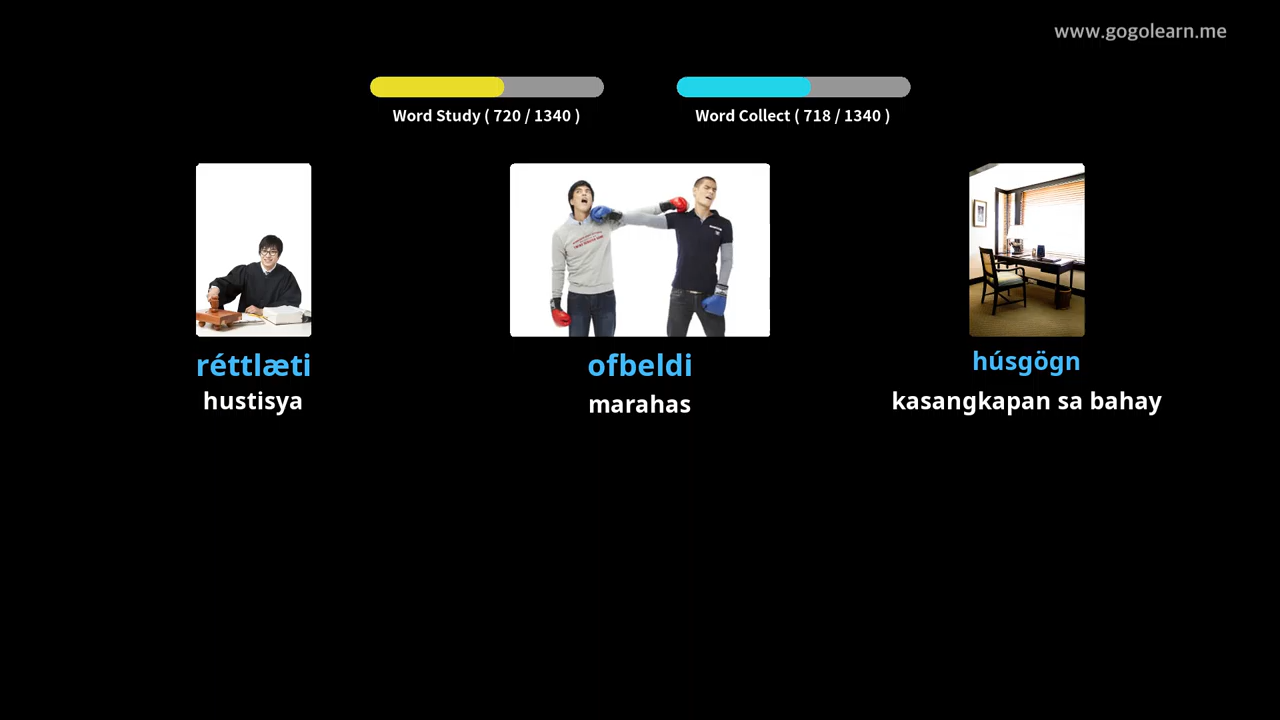 www.gogolearn.me
Word Study ( 720 / 1340 )
Word Collect ( 718 / 1340 )
réttlæti
hustisya
ofbeldi
marahas
húsgögn
kasangkapan sa bahay